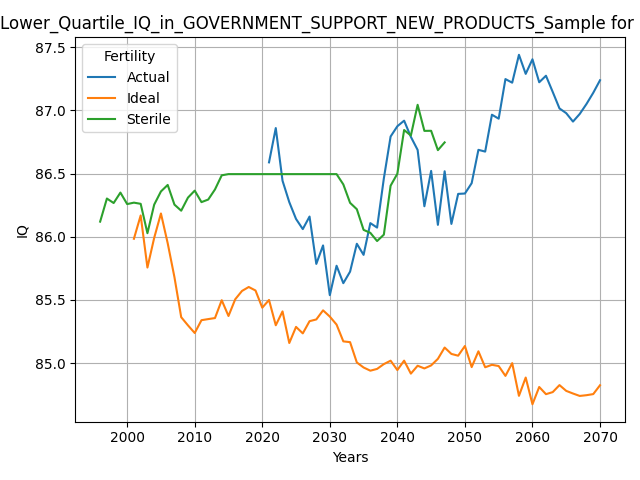 Lower_Quartile_IQ_in_GOVERNMENT_SUPPORT_NEW_PRODUCTS_Sample for
Fertility
Actual
Ideal
Sterile
87.5
87.0
86.5
86.0
85.5
85.0
IQ
2000 2010 2020 2030 2040 2050 2060 2070
Years